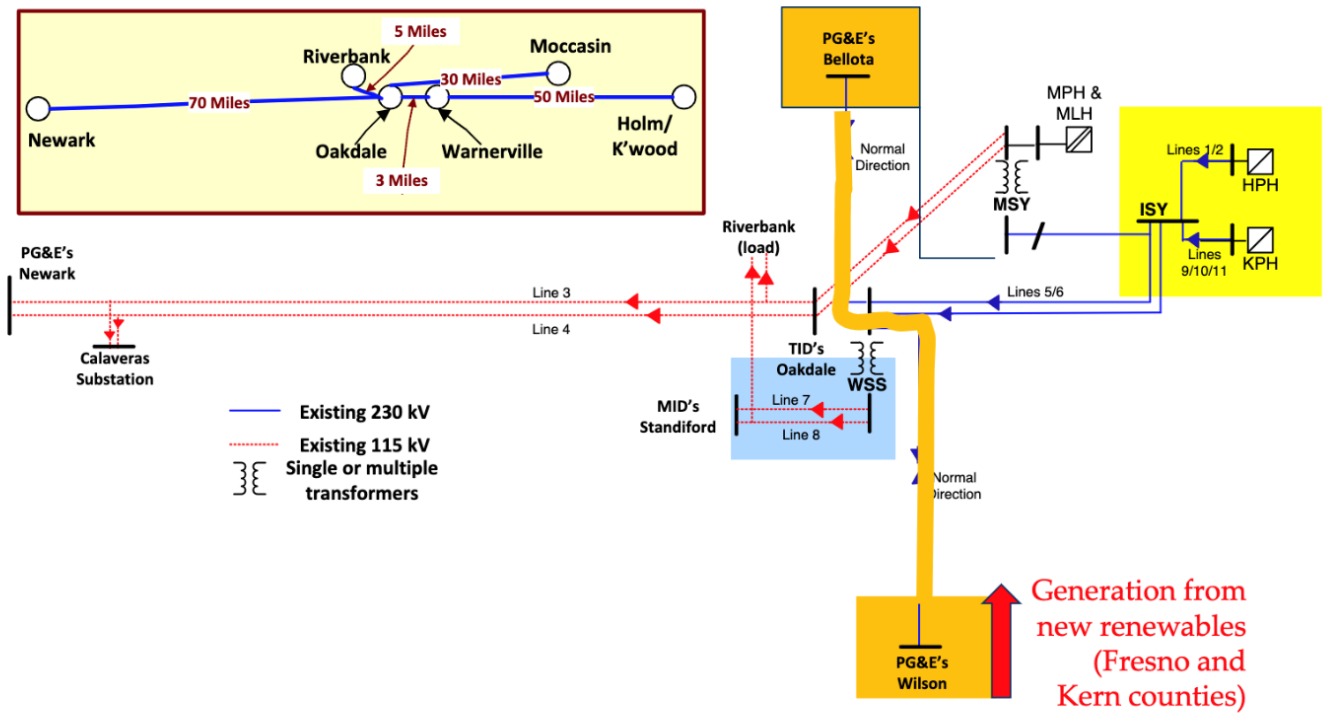 5 Miles
Riverbank
Moccasin
30 Miles
70 Miles
50 Miles
Newark
Oakdale
Warnerville
Holm/
K'wood
3 Miles
PG&E's
Bellota
Normal
Direction
MPH &
MLH
MSY
Lines 1/2
HPH
ISY
Lines
9/10/11
KPH
Riverbank
(load)
PG&E's
Newark
Line 3
Lines 5/6
Line 4
Calaveras
Substation
TID's
Oakdale
WSS
MID's
Standiford
Line 7
Line 8
Existing 230 kV
Existing 115 kV
Single or multiple
transformers
Normal
Direction
Generation from
new renewables
(Fresno and
Kern counties)
PG&E's
Wilson